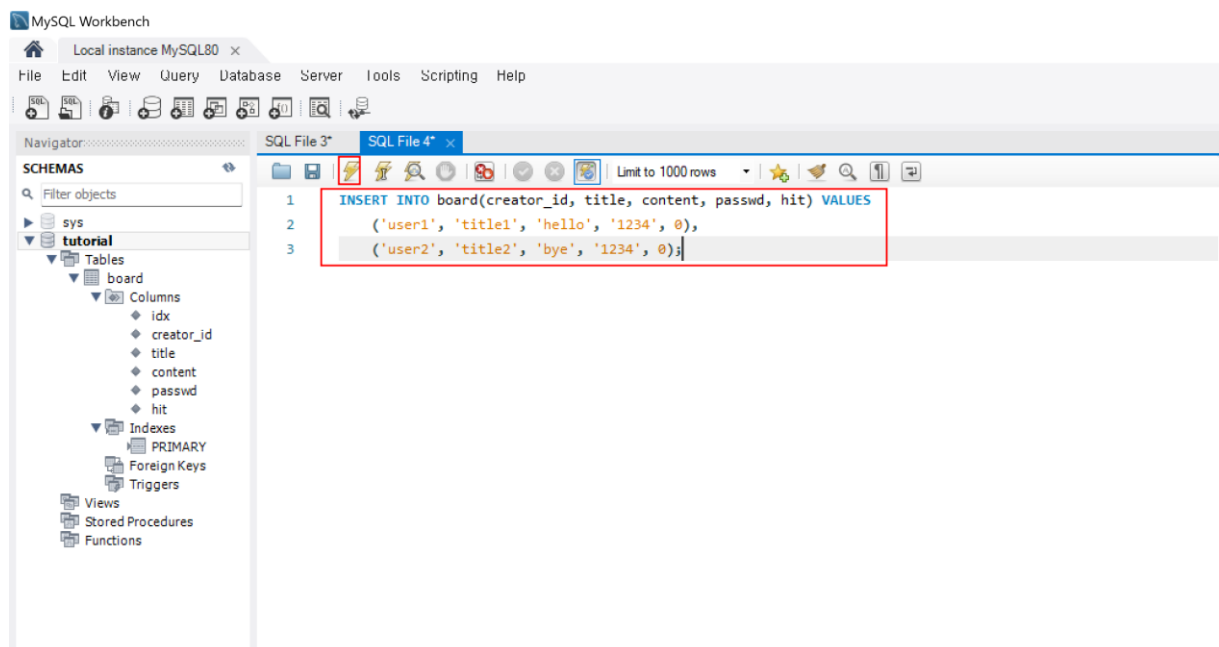 MySQL Workbench
Local instance MySQL80 ×
File Edit View Query Database Server Tools Scripting Help
Navigator
SCHEMAS
Filter objects
sys
tutorial
Tables
board
Columns
idx
creator_id
title
content
passwd
hit
Indexes
PRIMARY
Foreign Keys
Triggers
Views
Stored Procedures
Functions
SQL File 3* SQL File 4* ×
Limit to 1000 rows
1 INSERT INTO board(creator_id, title, content, passwd, hit) VALUES
2 ('user1', 'title1', 'hello', '1234', 0),
3 ('user2', 'title2', 'bye', '1234', 0);